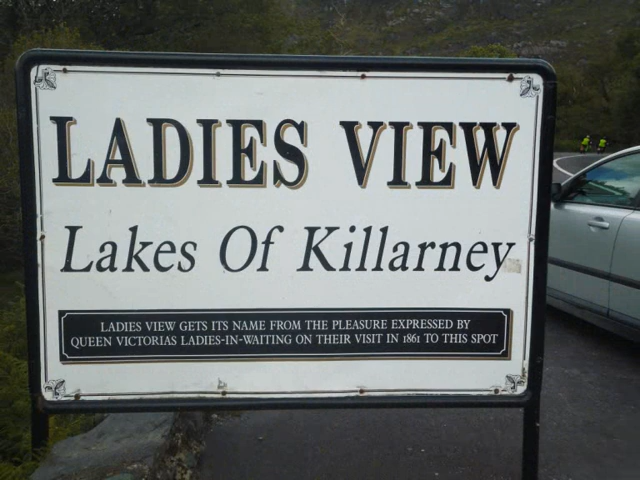 LADIES VIEW
Lakes Of Killarney
LADIES VIEW GETS ITS NAME FROM THE PLEASURE EXPRESSED BY
QUEEN VICTORIAS LADIES-IN-WAITING ON THEIR VISIT IN 1861 TO THIS SPOT